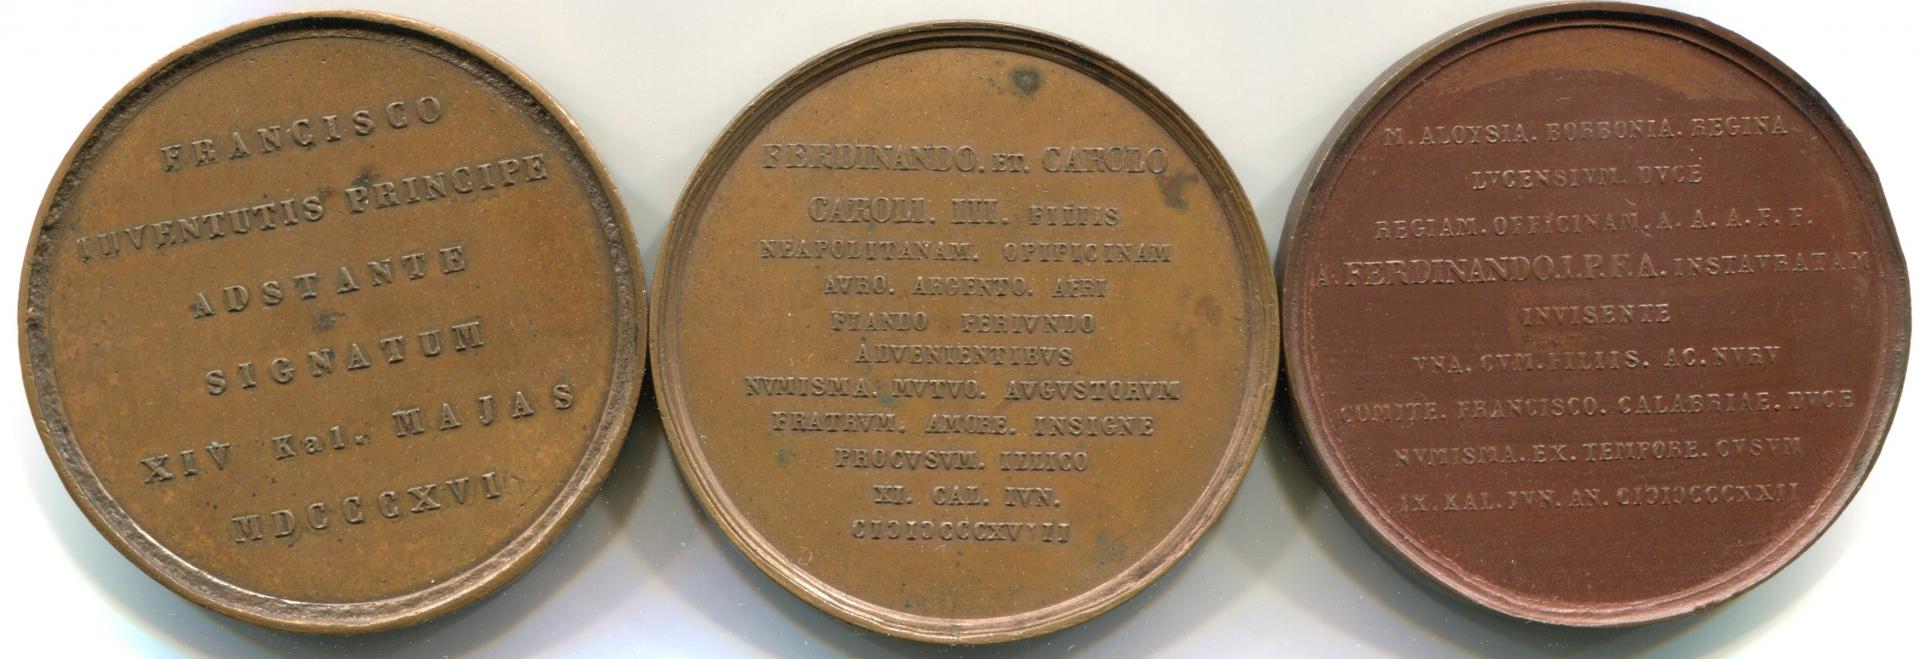 FRANCISCO
IUVENTUTIS PRINCIPE
ADSTANTE
SIGNATUM
XIV Kal. MAJAS
MDCCCXVI
FERDINANDO. ET. CAROLO
CAROLI. III. FILIIS
NEAPOLITANAM. OPIFICINAM
AVRO. ARGENTO. AERI
FLANDO FERIVNDO
ADVENIENTIBVS
NVMISMA. MVTVO. AVGVSTORVM
FRATRVM. AMORE. INSIGNE
PROCVSVM. ILLICO
XI. CAL. IVN.
CIƆIƆCCCXVIII
M. ALOYSIA. BORBONIA. REGINA
LVCENSIVM. DVCE
REGIAM. OFFICINAM. A. A. A. F. F.
A. FERDINANDO.I.P.F.A. INSTAVRATAM
INVISENTE
VNA. CVM. FILIIS. AC. NVRV
COMITE. FRANCISCO. CALABRIAE. DVCE
NVMISMA. EX. TEMPORE. CVSVM
IX. KAL. JVN. AN. CIƆIƆCCCXXII